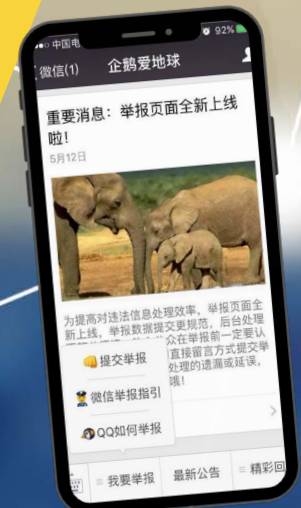 中国电
92%
微信(1)
企鹅爱地球
重要消息：举报页面全新上线
啦！
5月12日
为提高对违法信息处理效率，举报页面全
新上线，举报数据提交更规范，后台处理
众在举报前一定要认
直接留言方式提交举
处理的遗漏或延误，
哦！
提交举报
微信举报指引
QQ如何举报
我要举报
最新公告
精彩回